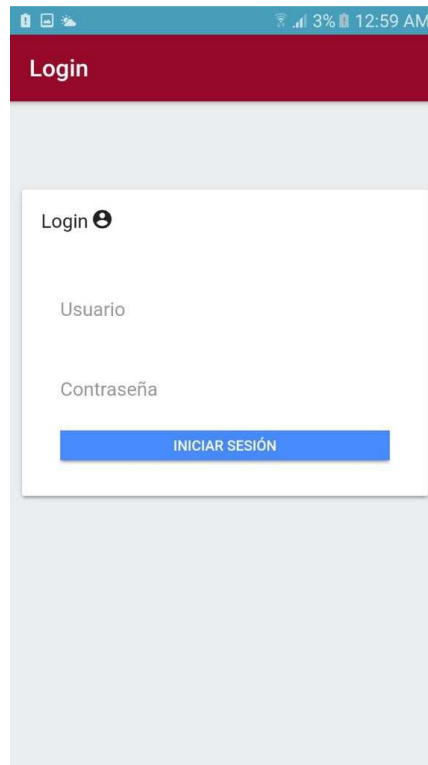 3% 12:59 AM
Login
Login
Usuario
Contraseña
INICIAR SESIÓN